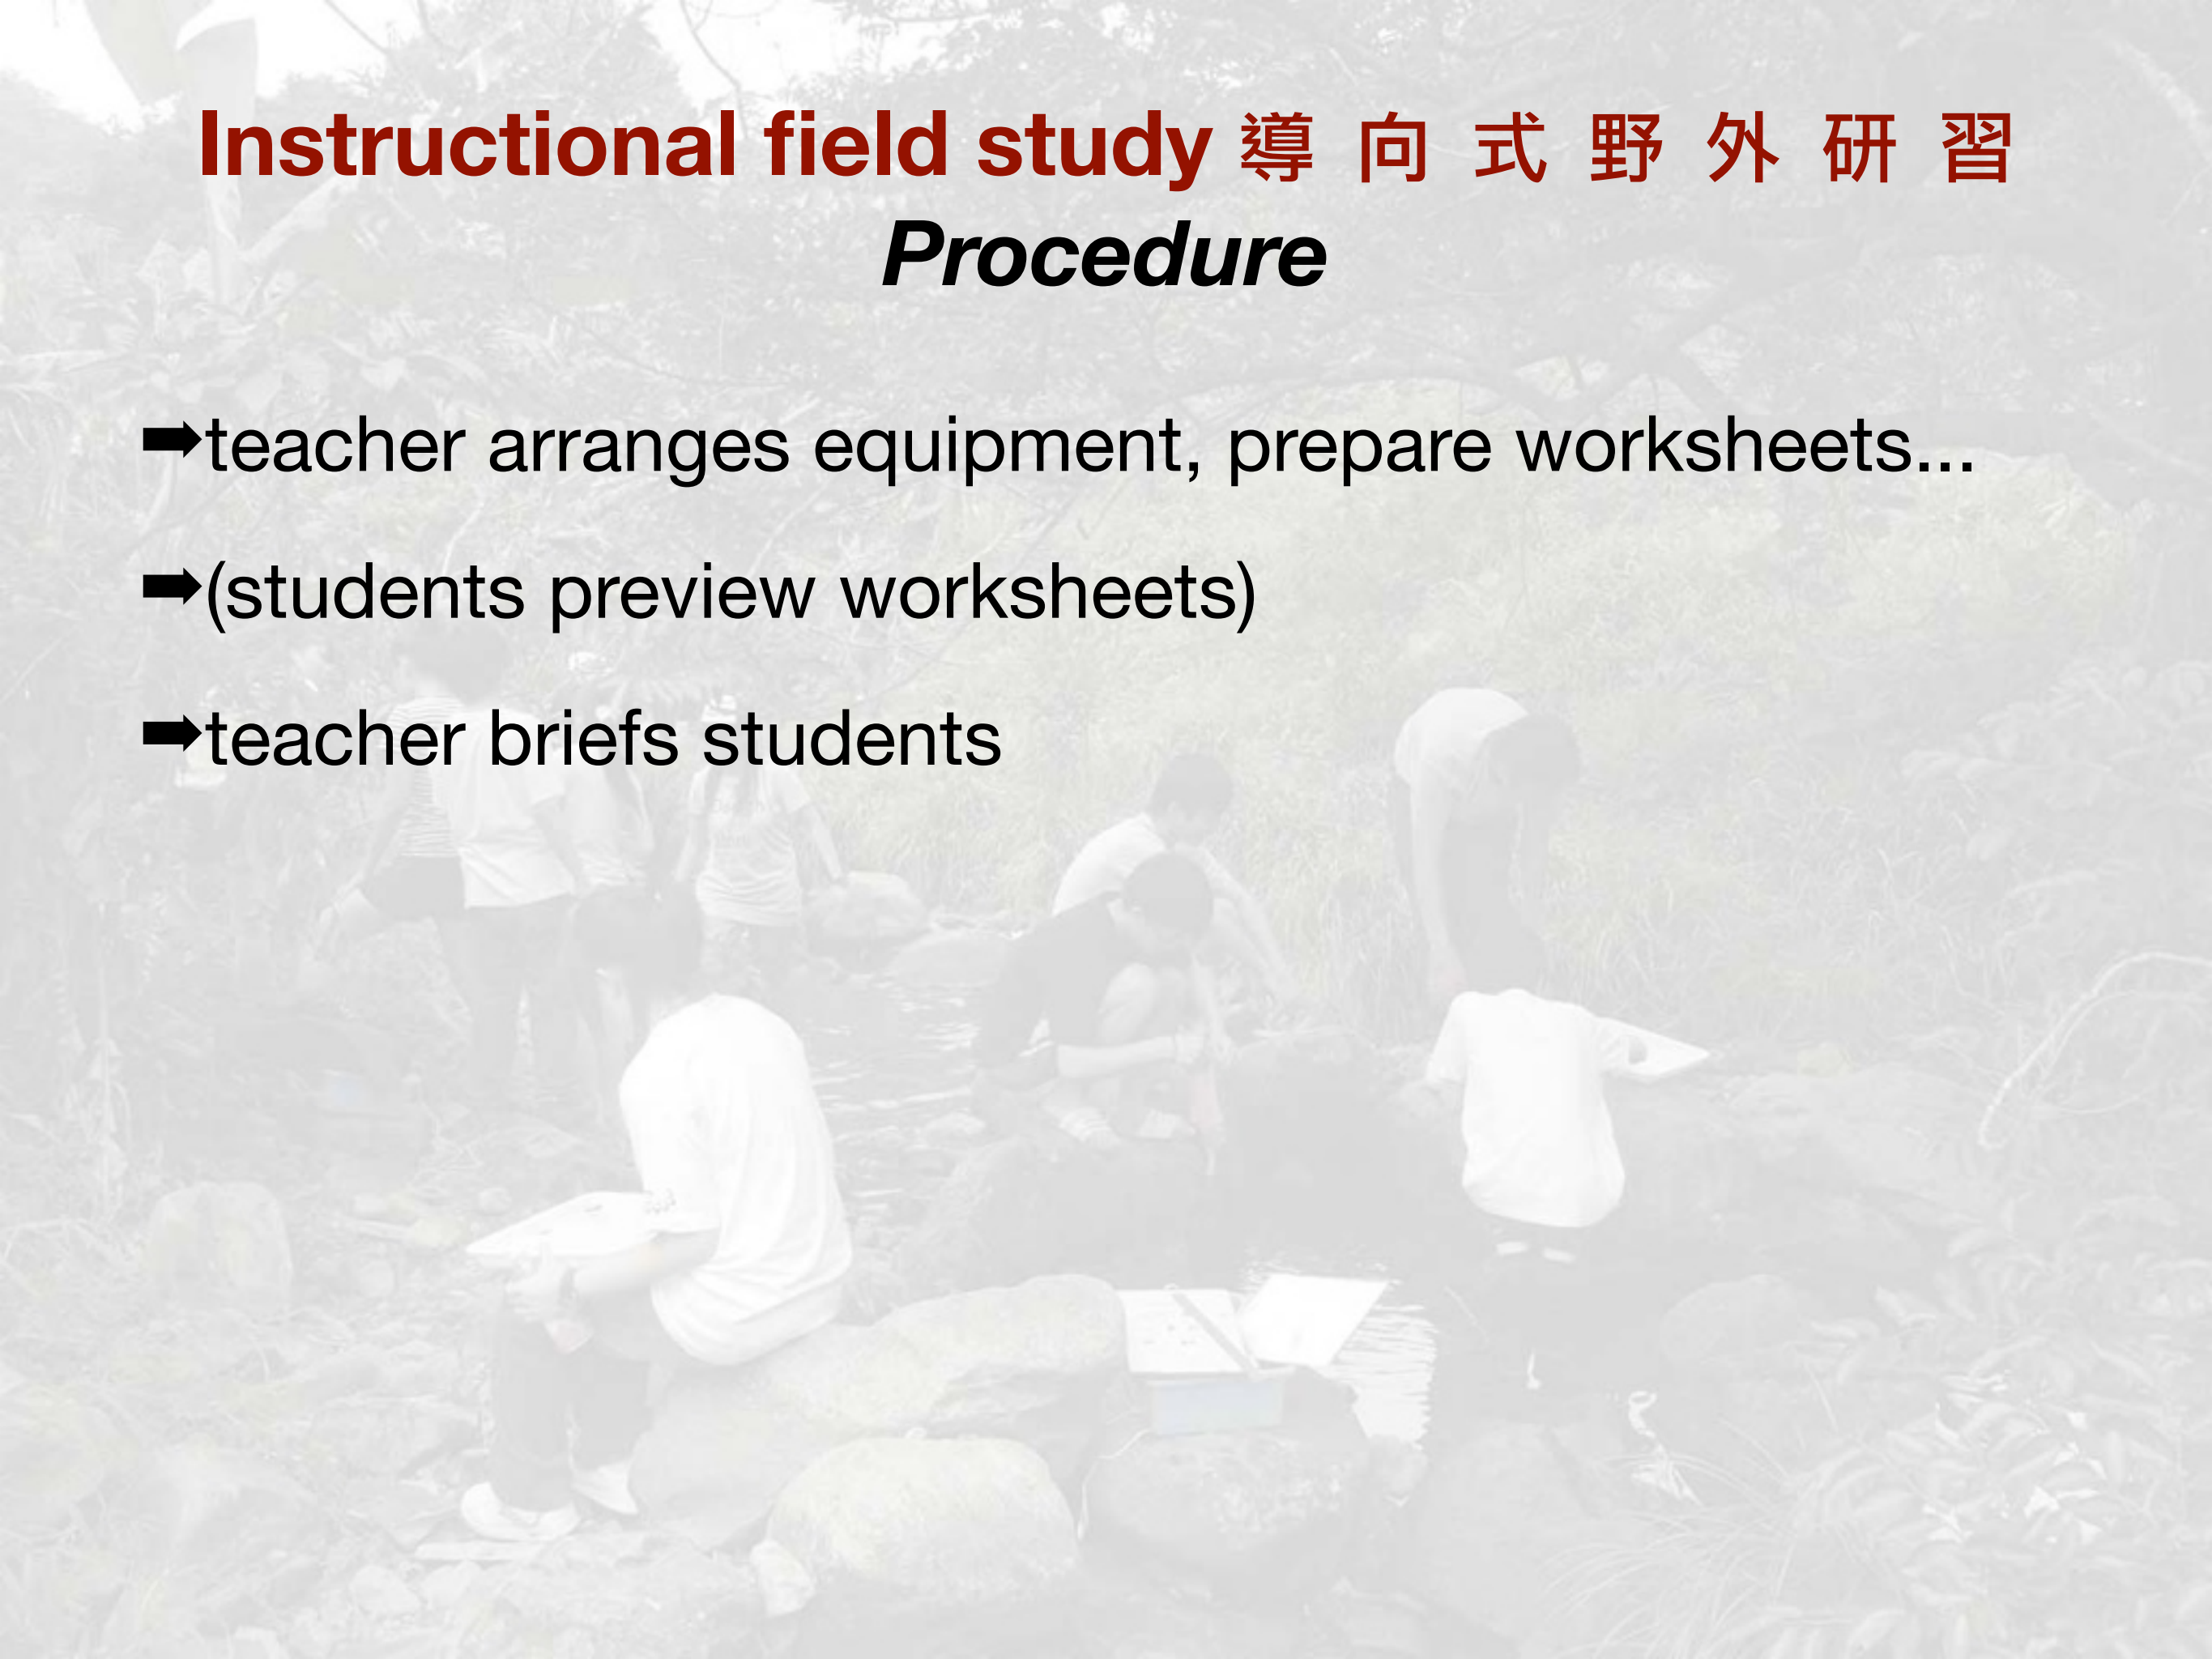 Instructional field study 導向式野外研習
Procedure
➡teacher arranges equipment, prepare worksheets...
➡(students preview worksheets)
➡teacher briefs students